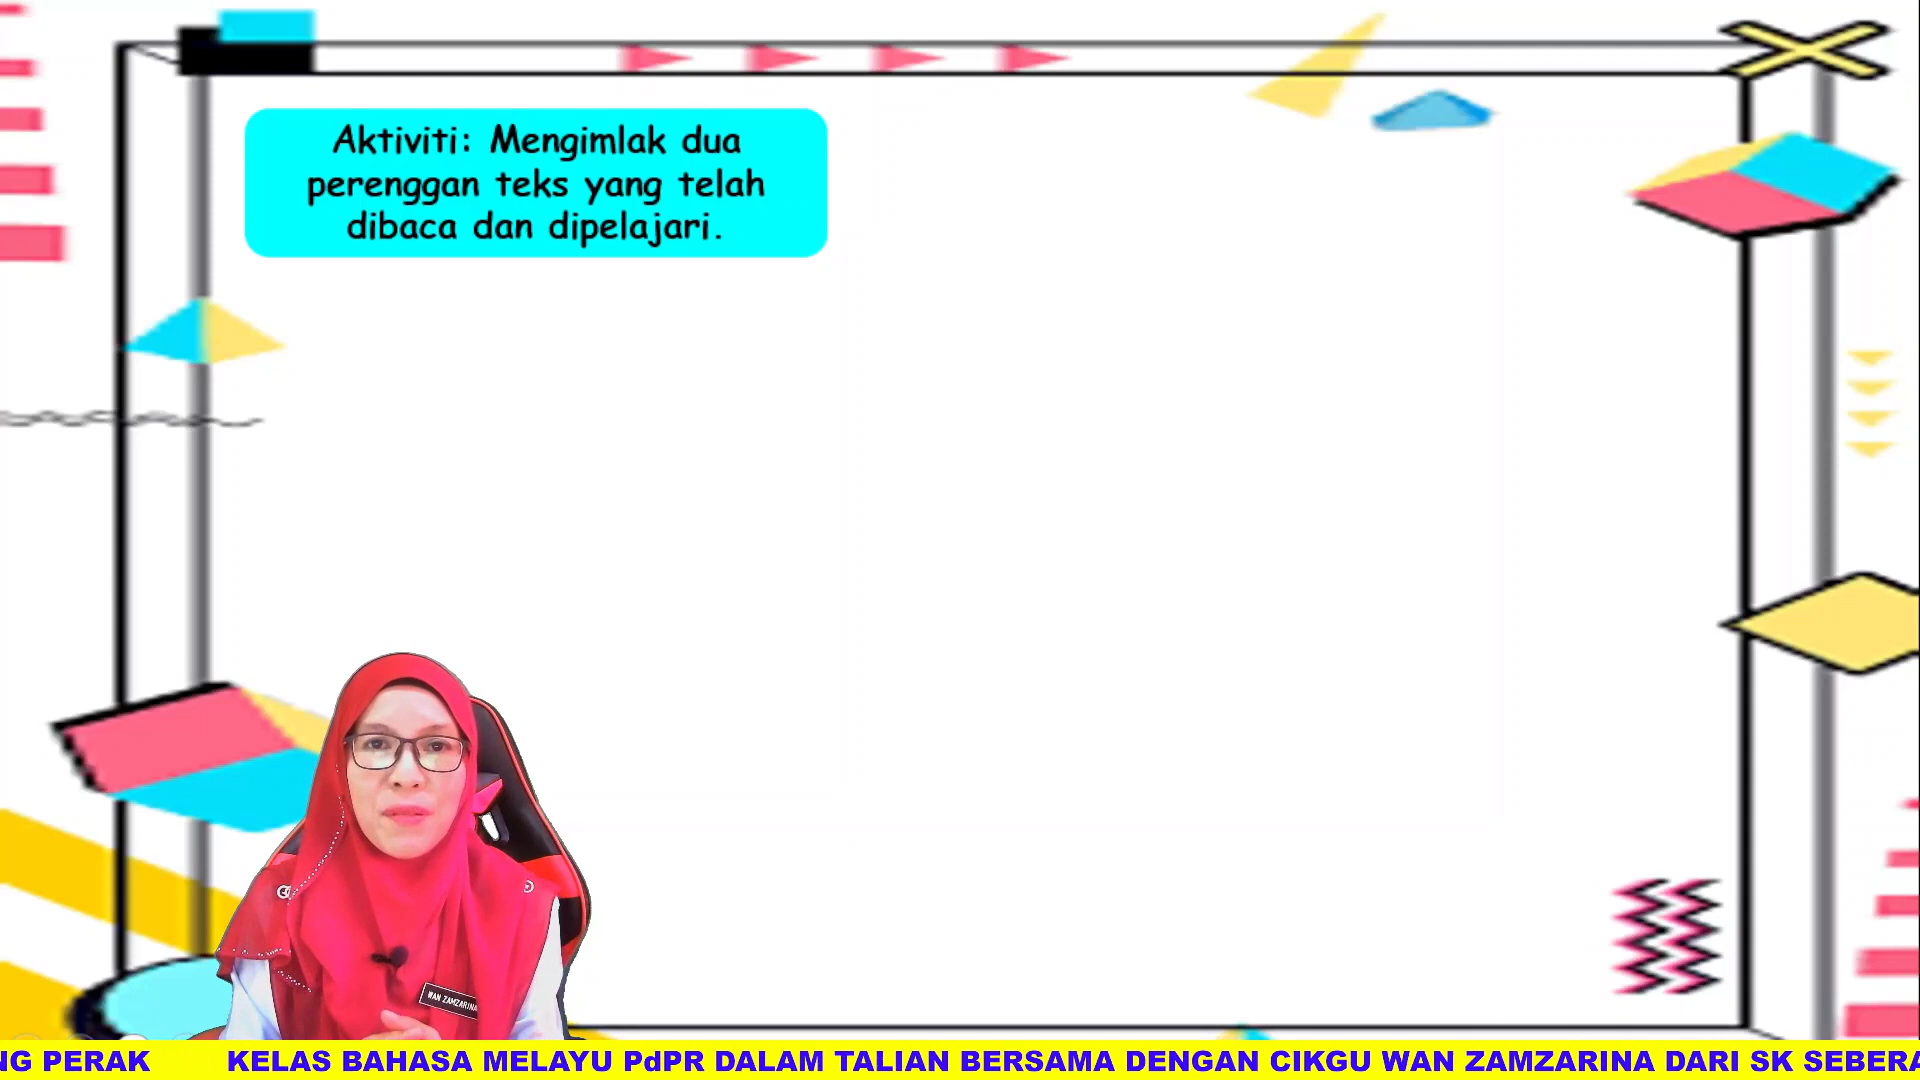 Aktiviti: Mengimlak dua
perenggan teks yang telah
dibaca dan dipelajari.
WAN ZAMZARINA
NG PERAK KELAS BAHASA MELAYU PdPR DALAM TALIAN BERSAMA DENGAN CIKGU WAN ZAMZARINA DARI SK SEBERA